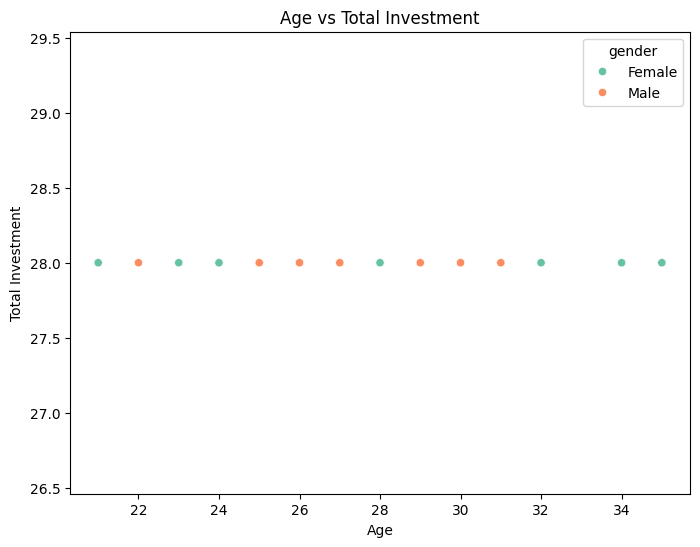 Age vs Total Investment
29.5
29.0
28.5
28.0
27.5
27.0
26.5
Total Investment
gender
Female
Male
22
24
26
28
30
32
34
Age